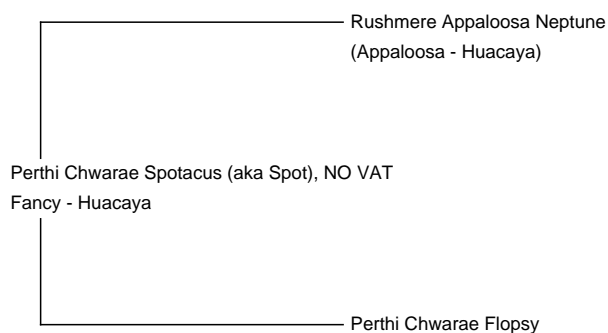 Rushmere Appaloosa Neptune
(Appaloosa - Huacaya)
Perthi Chwarae Spotacus (aka Spot), NO VAT
Fancy - Huacaya
Perthi Chwarae Flopsy